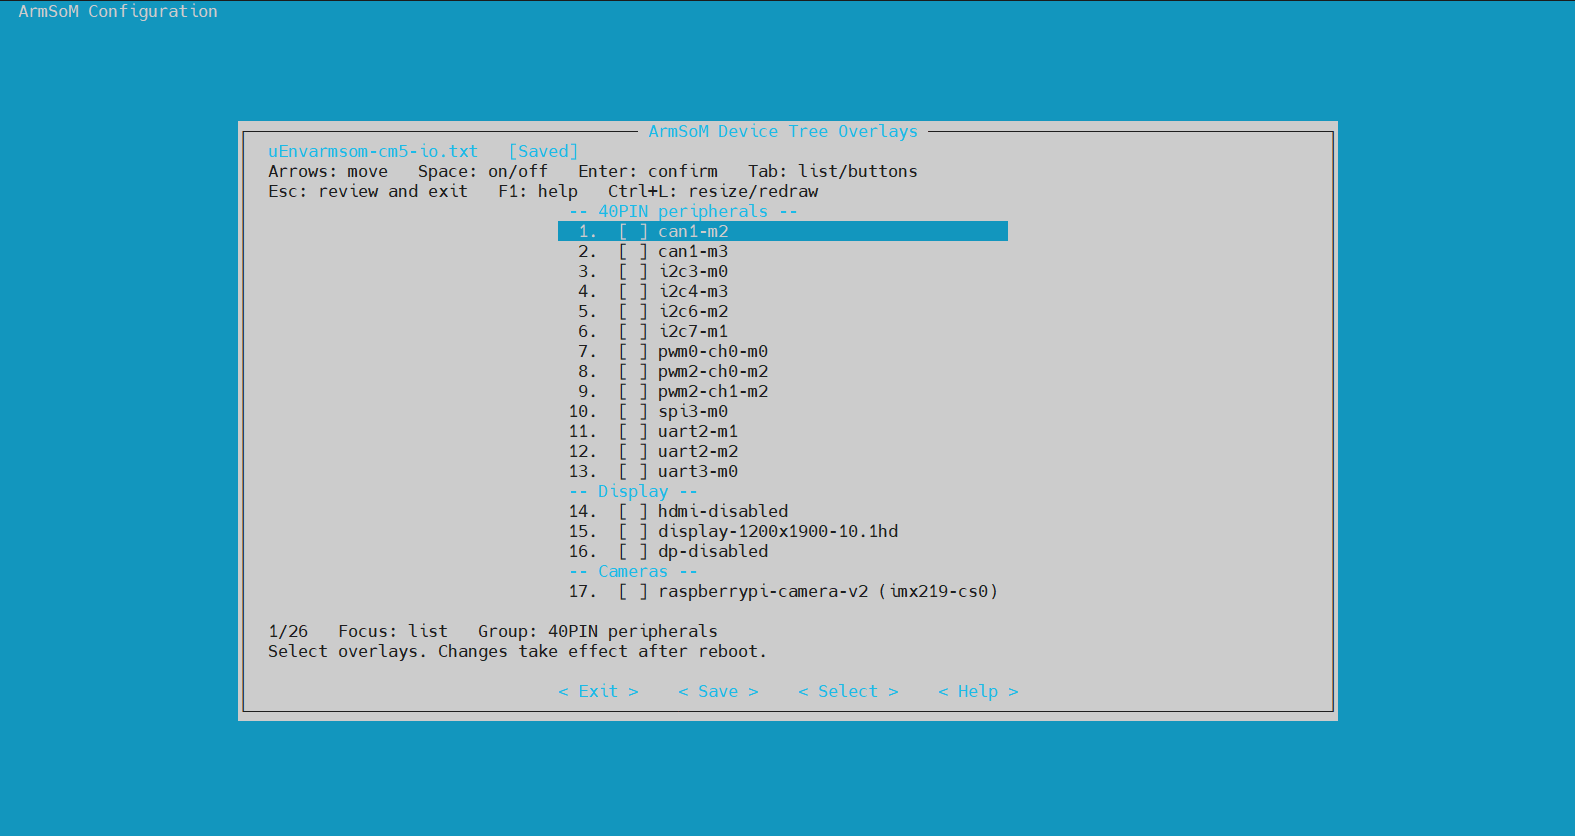 ArmSoM Configuration
ArmSoM Device Tree Overlays
uEnvarmsom-cm5-io.txt   [Saved]
Arrows: move   Space: on/off   Enter: confirm   Tab: list/buttons
Esc: review and exit   F1: help   Ctrl+L: resize/redraw
-- 40PIN peripherals --
1.  [ ] can1-m2
2.  [ ] can1-m3
3.  [ ] i2c3-m0
4.  [ ] i2c4-m3
5.  [ ] i2c6-m2
6.  [ ] i2c7-m1
7.  [ ] pwm0-ch0-m0
8.  [ ] pwm2-ch0-m2
9.  [ ] pwm2-ch1-m2
10.  [ ] spi3-m0
11.  [ ] uart2-m1
12.  [ ] uart2-m2
13.  [ ] uart3-m0
-- Display --
14.  [ ] hdmi-disabled
15.  [ ] display-1200x1900-10.1hd
16.  [ ] dp-disabled
-- Cameras --
17.  [ ] raspberrypi-camera-v2 (imx219-cs0)
1/26   Focus: list   Group: 40PIN peripherals
Select overlays. Changes take effect after reboot.
< Exit >    < Save >    < Select >    < Help >